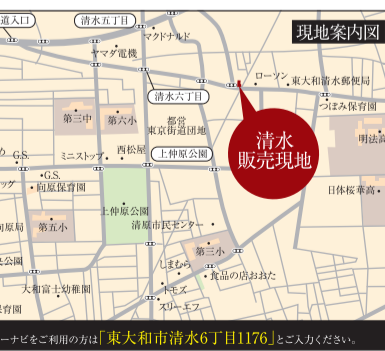 現地案内図
道入口
清水五丁目
マクドナルド
ヤマダ電機
ローソン
東大和清水郵便局
つぼみ保育園
清水六丁目
第三中
第六小
都営
東京街道団地
清水
販売現地
明法高
西松屋
ミニストップ
上仲原公園
G.S.
G.S.
向原保育園
日体桜華高
上仲原公園
向原局
第五小
清原市民センター
第三小
しまむら
食品の店おおた
大和富士幼稚園
トモズ
スリーエフ
保育園
ーナビをご利用の方は「東大和市清水6丁目1176」とご入力ください。